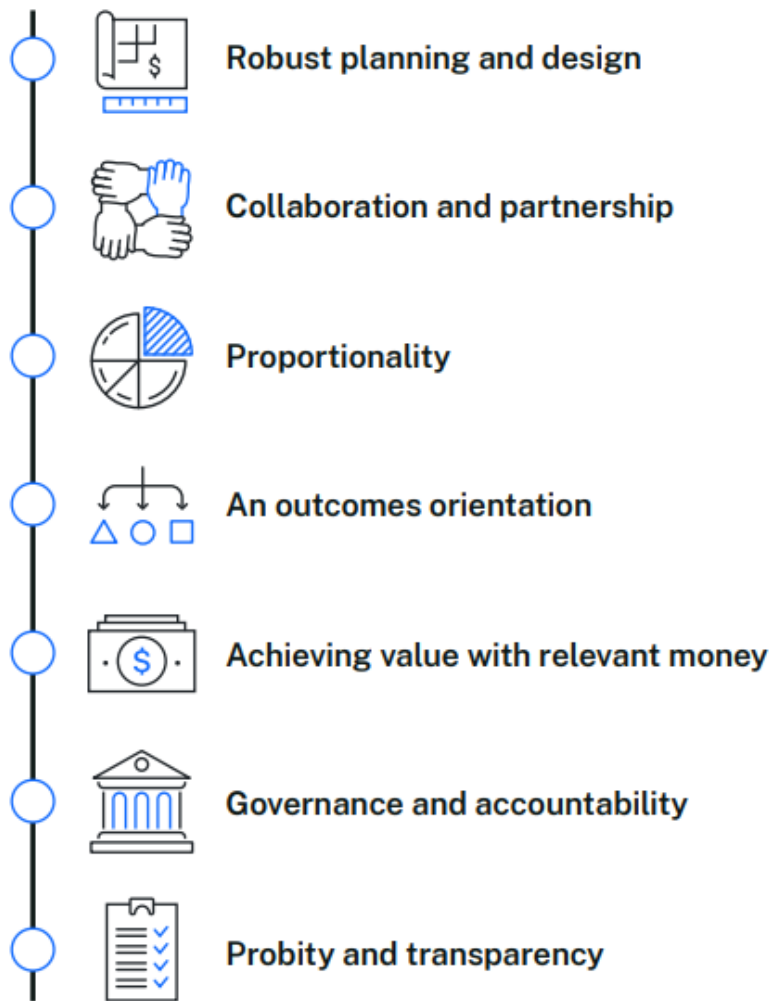 Robust planning and design
Collaboration and partnership
Proportionality
An outcomes orientation
Achieving value with relevant money
Governance and accountability
Probity and transparency